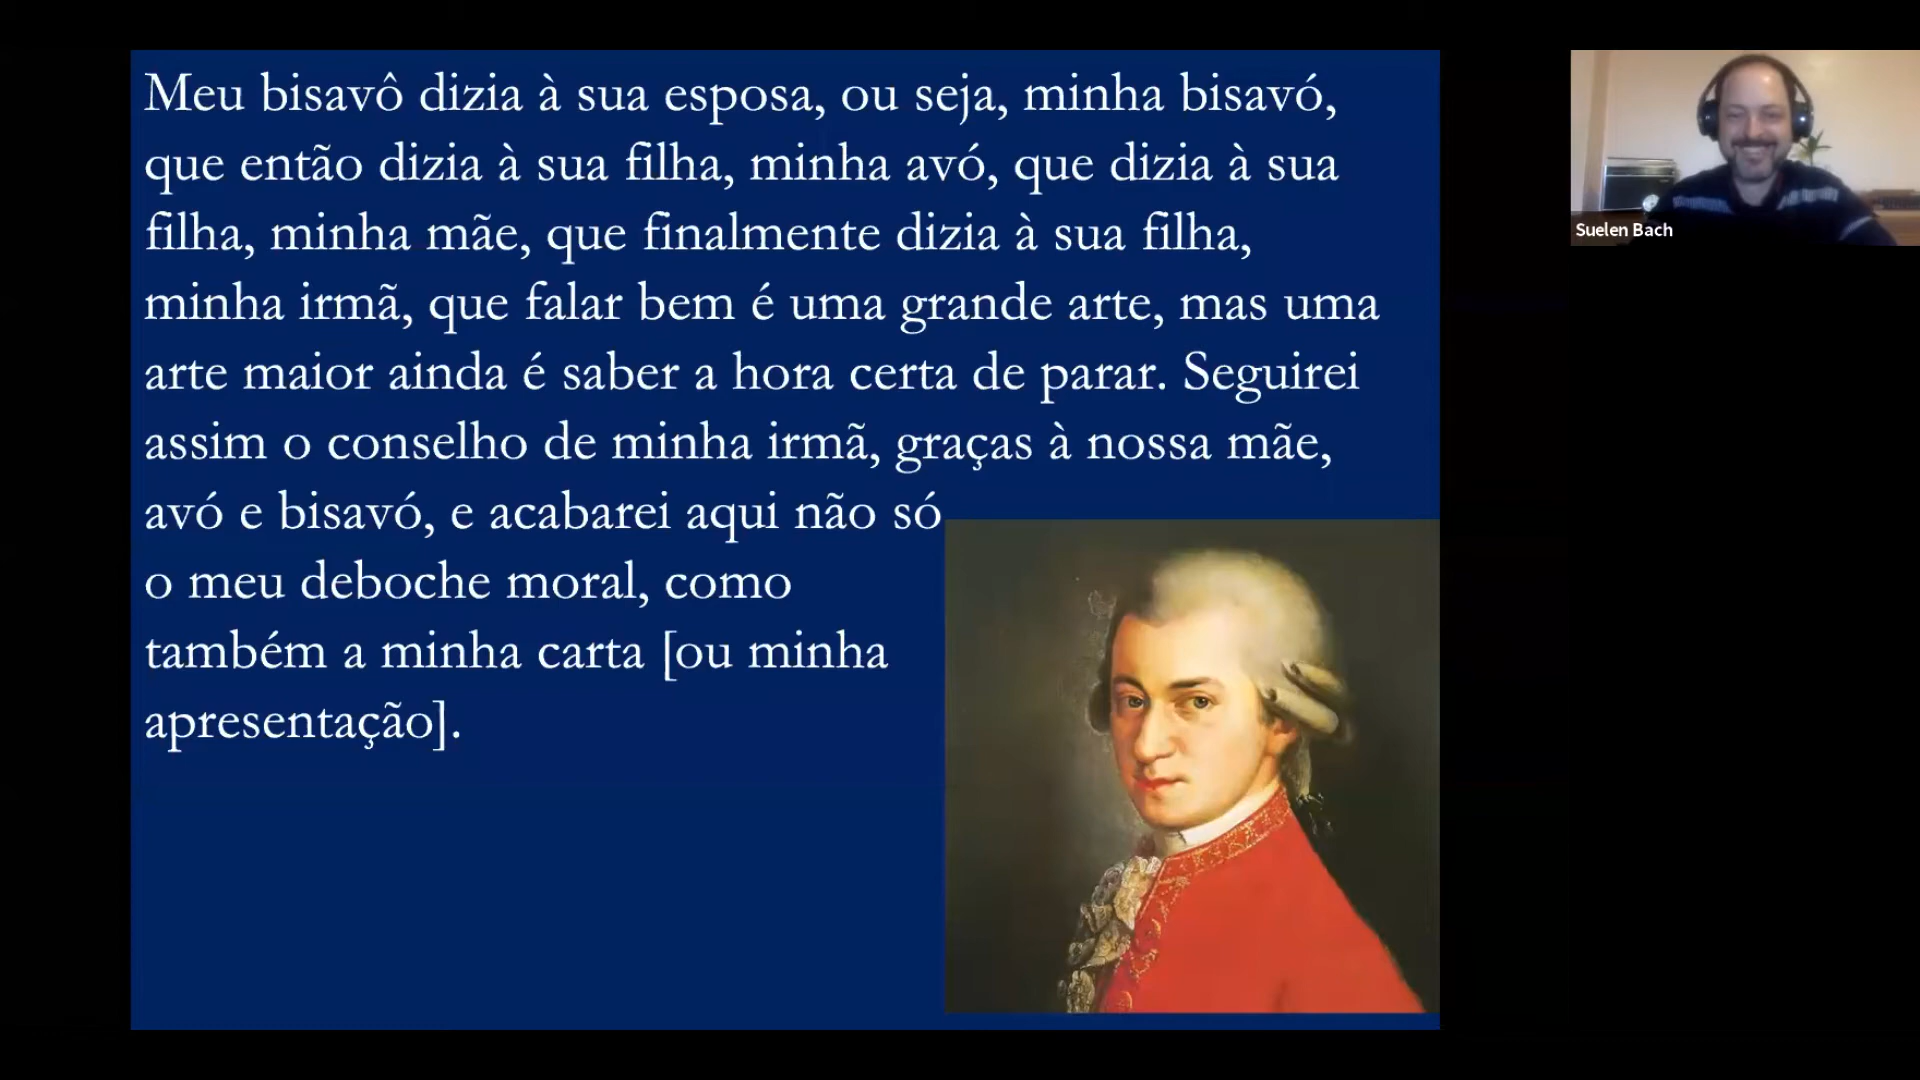 Meu bisavô dizia à sua esposa, ou seja, minha bisavó,
que então dizia à sua filha, minha avó, que dizia à sua
filha, minha mãe, que finalmente dizia à sua filha,
minha irmã, que falar bem é uma grande arte, mas uma
arte maior ainda é saber a hora certa de parar. Seguirei
assim o conselho de minha irmã, graças à nossa mãe,
avó e bisavó, e acabarei aqui não só
o meu deboche moral, como
também a minha carta [ou minha
apresentação].
Suelen Bach